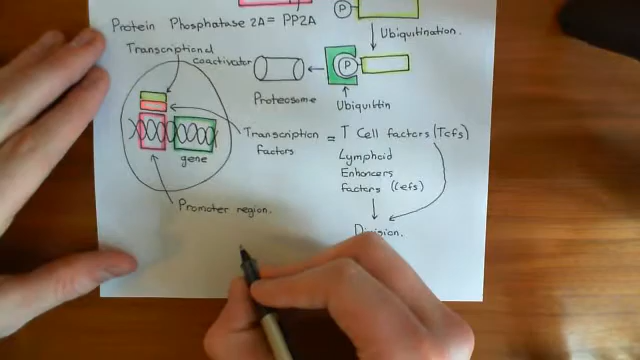 Protein Phosphatase 2A = PP2A
P
Ubiquitination.
Transcriptional
coactivator
P
Proteosome
Ubiquitin
Transcription
factors
= T Cell factors (Tcfs)
Lymphoid
Enhancers
factors (Lefs)
gene
Promoter region.
Division.